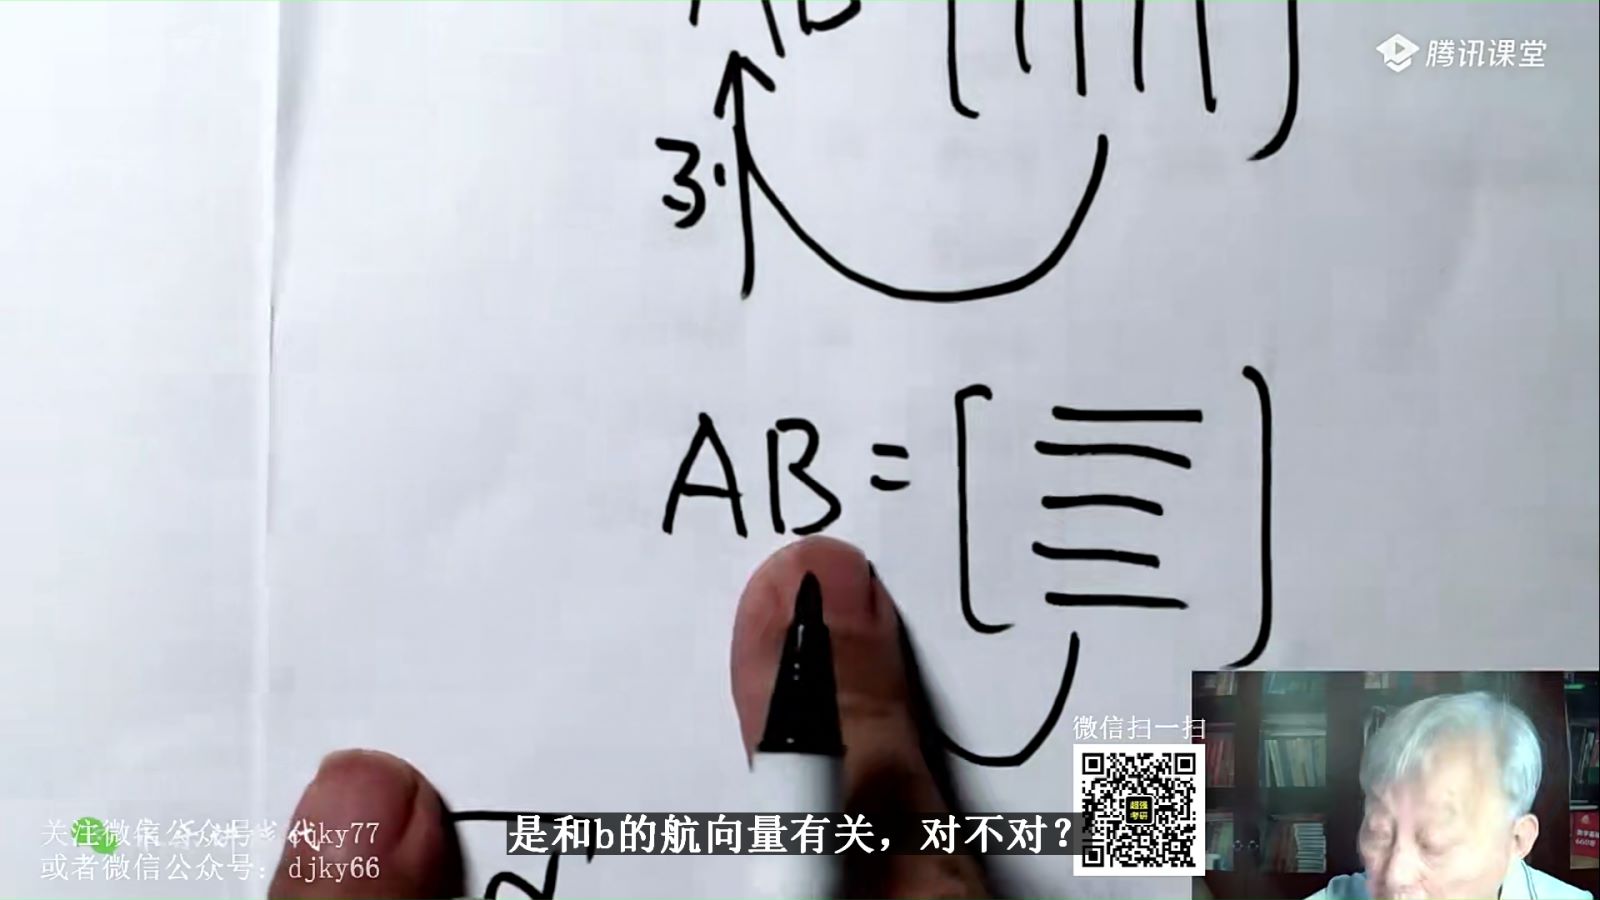 AB
腾讯课堂
3.
AB=
微信扫一扫
超强
考研
关注微信公众号
jky77
是和b的航向量有关，对不对？
或者微信公众号：djky66